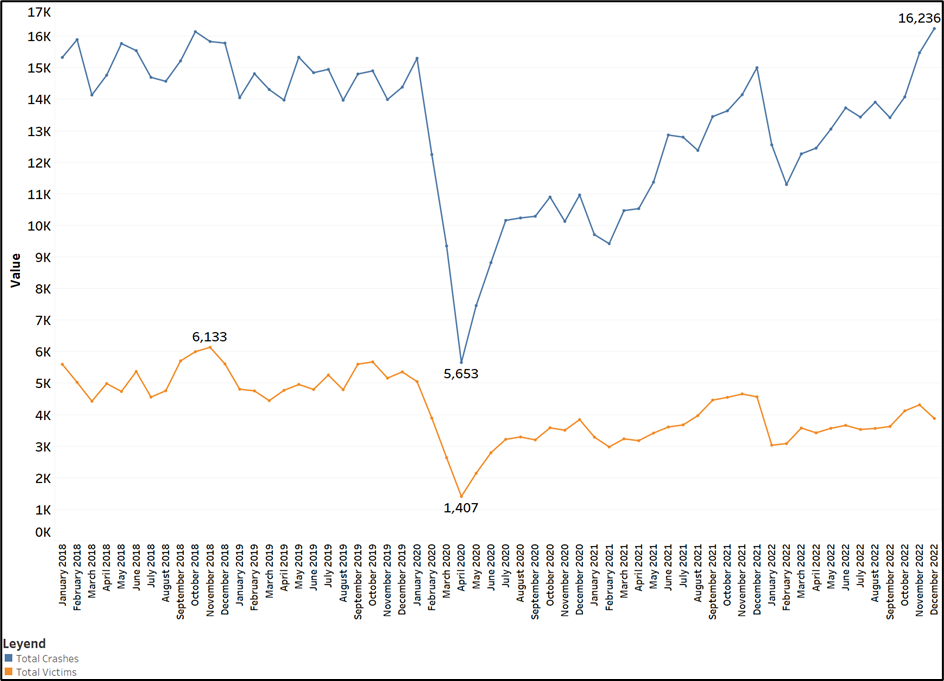 17K
16K
15K
14K
13K
12K
11K
10K
9K
8K
7K
6K
5K
4K
3K
2K
1K
0K
Value
16,236
6,133
5,653
1,407
January 2018
February 2018
March 2018
April 2018
May 2018
June 2018
July 2018
August 2018
September 2018
October 2018
November 2018
December 2018
January 2019
February 2019
March 2019
April 2019
May 2019
June 2019
July 2019
August 2019
September 2019
October 2019
November 2019
December 2019
January 2020
February 2020
March 2020
April 2020
May 2020
June 2020
July 2020
August 2020
September 2020
October 2020
November 2020
December 2020
January 2021
February 2021
March 2021
April 2021
May 2021
June 2021
July 2021
August 2021
September 2021
October 2021
November 2021
December 2021
January 2022
February 2022
March 2022
April 2022
May 2022
June 2022
July 2022
August 2022
September 2022
October 2022
November 2022
December 2022
Leyend
Total Crashes
Total Victims